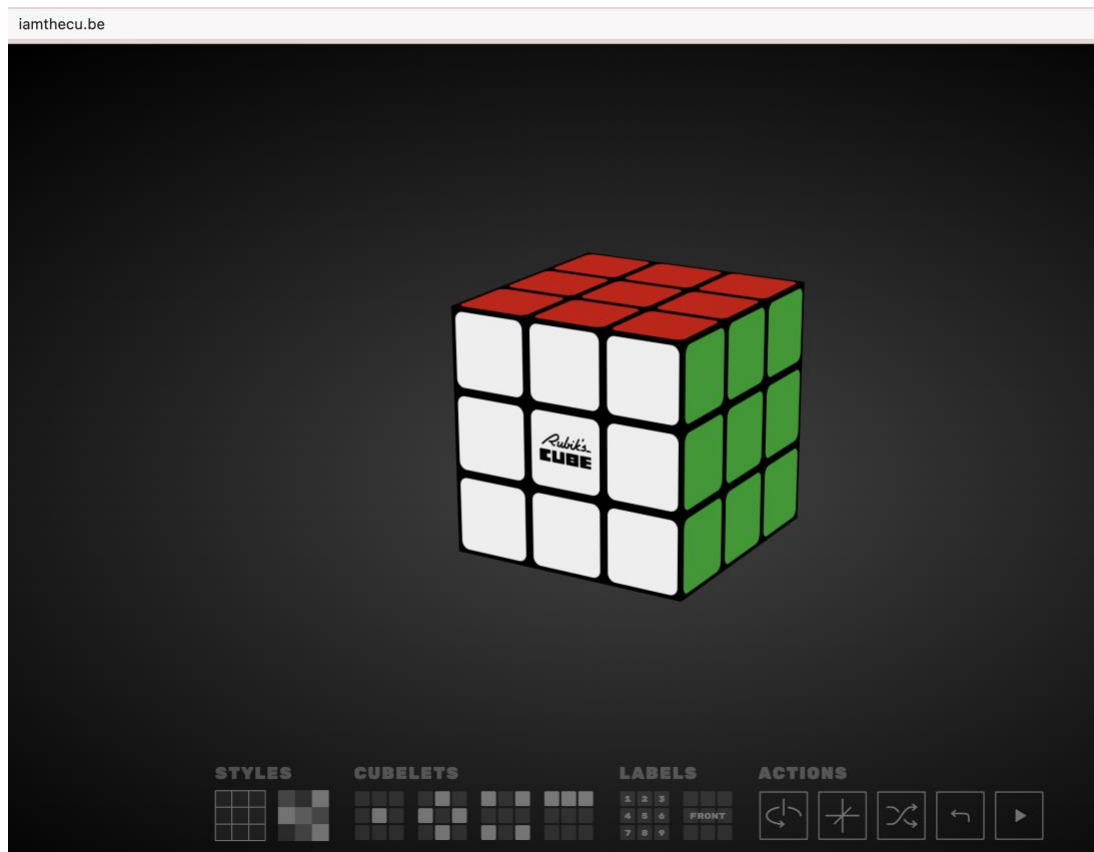 iamthecu.be
Rubik's
CUBE
STYLES CUBELETS LABELS ACTIONS
1 2 3
4 5 6 FRONT
7 8 9